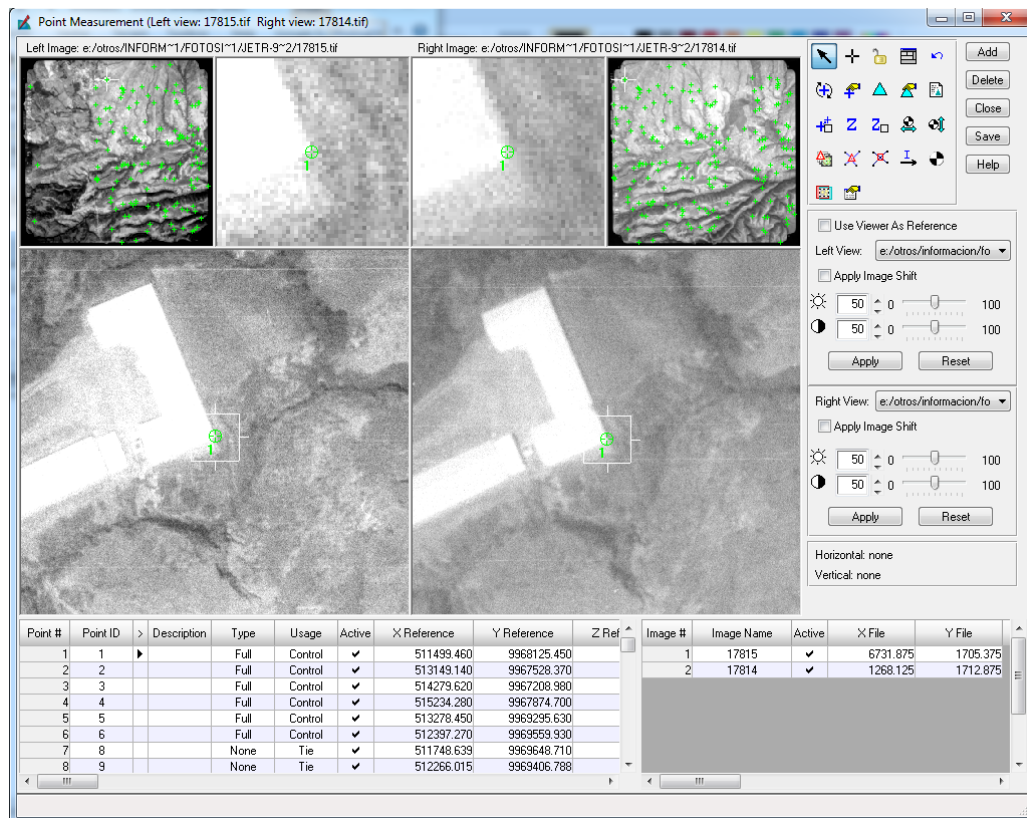 Point Measurement (Left view: 17815.tif Right view: 17814.tif)
Left Image: e:/otros/INFORM~1/FOTOSI~1/JETR-9~2/17815.tif Right Image: e:/otros/INFORM~1/FOTOSI~1/JETR-9~2/17814.tif
1
1
1
1
Add
Delete
Close
Save
Help
Use Viewer As Reference
Left View: e:/otros/informacion/fo
Apply Image Shift
50 0 100
50 0 100
Apply Reset
Right View: e:/otros/informacion/fo
Apply Image Shift
50 0 100
50 0 100
Apply Reset
Horizontal: none
Vertical: none
Point # Point ID > Description Type Usage Active X Reference Y Reference Z Ref
1 1 Full Control 511499.460 9968125.450
2 2 Full Control 513149.140 9967528.370
3 3 Full Control 514279.620 9967208.980
4 4 Full Control 515234.280 9967874.700
5 5 Full Control 513278.450 9969295.630
6 6 Full Control 512397.270 9969559.930
7 8 None Tie 511748.639 9969648.710
8 9 None Tie 512266.015 9969406.788
Image # Image Name Active X File Y File
1 17815 6731.875 1705.375
2 17814 1268.125 1712.875